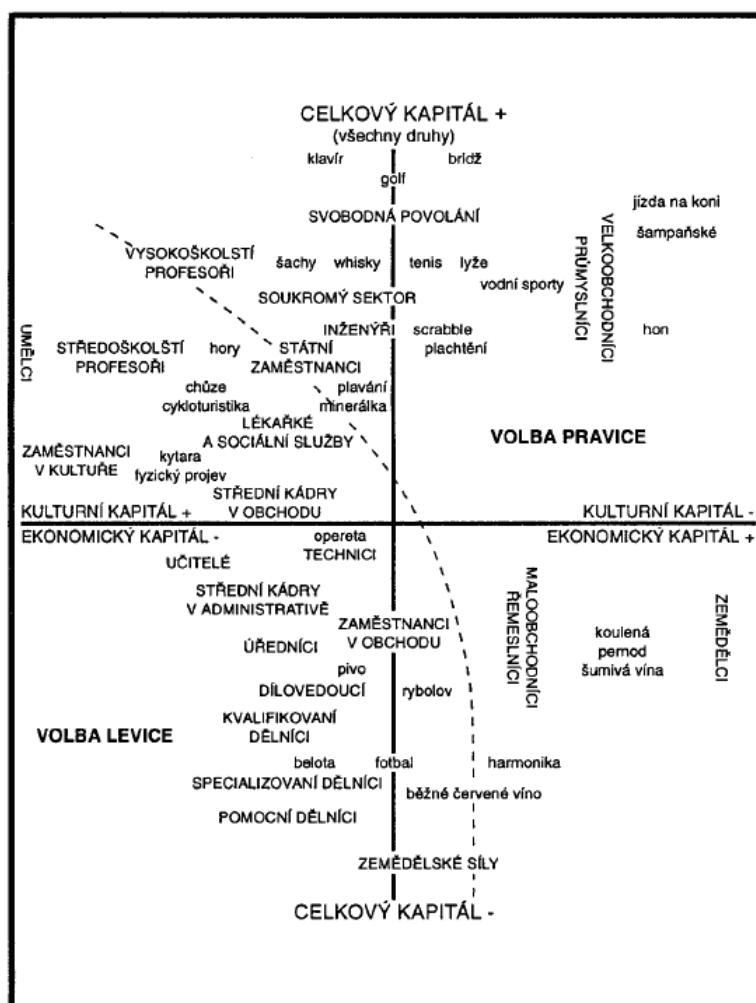 CELKOVÝ KAPITÁL +
(všechny druhy)
klavír
bridž
golf
jízda na koni
SVOBODNÁ POVOLÁNÍ
šampaňské
VELKOOBCHODNÍCI
PRŮMYSLNÍCI
VYSOKOŠKOLSTÍ
PROFESOŘI
šachy
whisky
tenis
lyže
vodní sporty
SOUKROMÝ SEKTOR
UMĚLCI
INŽENÝŘI
scrabble
hon
STŘEDOŠKOLŠTÍ
PROFESOŘI
hory
STÁTNÍ
ZAMĚSTNANCI
plachtění
chůze
plavání
cykloturistika
minerálka
LÉKAŘKÉ
A SOCIÁLNÍ SLUŽBY
VOLBA PRAVICE
ZAMĚSTNANCI
V KULTUŘE
kytara
fyzický projev
STŘEDNÍ KÁDRY
V OBCHODU
KULTURNÍ KAPITÁL +
KULTURNÍ KAPITÁL -
EKONOMICKÝ KAPITÁL -
EKONOMICKÝ KAPITÁL +
opereta
TECHNICI
UČITELÉ
STŘEDNÍ KÁDRY
V ADMINISTRATIVĚ
MALOOBCHODNÍCI
ŘEMESLNÍCI
ZEMĚDĚLCI
ZAMĚSTNANCI
V OBCHODU
koulená
pernod
šumivá vína
ÚŘEDNÍCI
pivo
DÍLOVEDOUCÍ
rybolov
KVALIFIKOVANÍ
DĚLNÍCI
VOLBA LEVICE
belota
fotbal
harmonika
SPECIALIZOVANÍ DĚLNÍCI
běžné červené víno
POMOCNÍ DĚLNÍCI
ZEMĚDĚLSKÉ SÍLY
CELKOVÝ KAPITÁL -